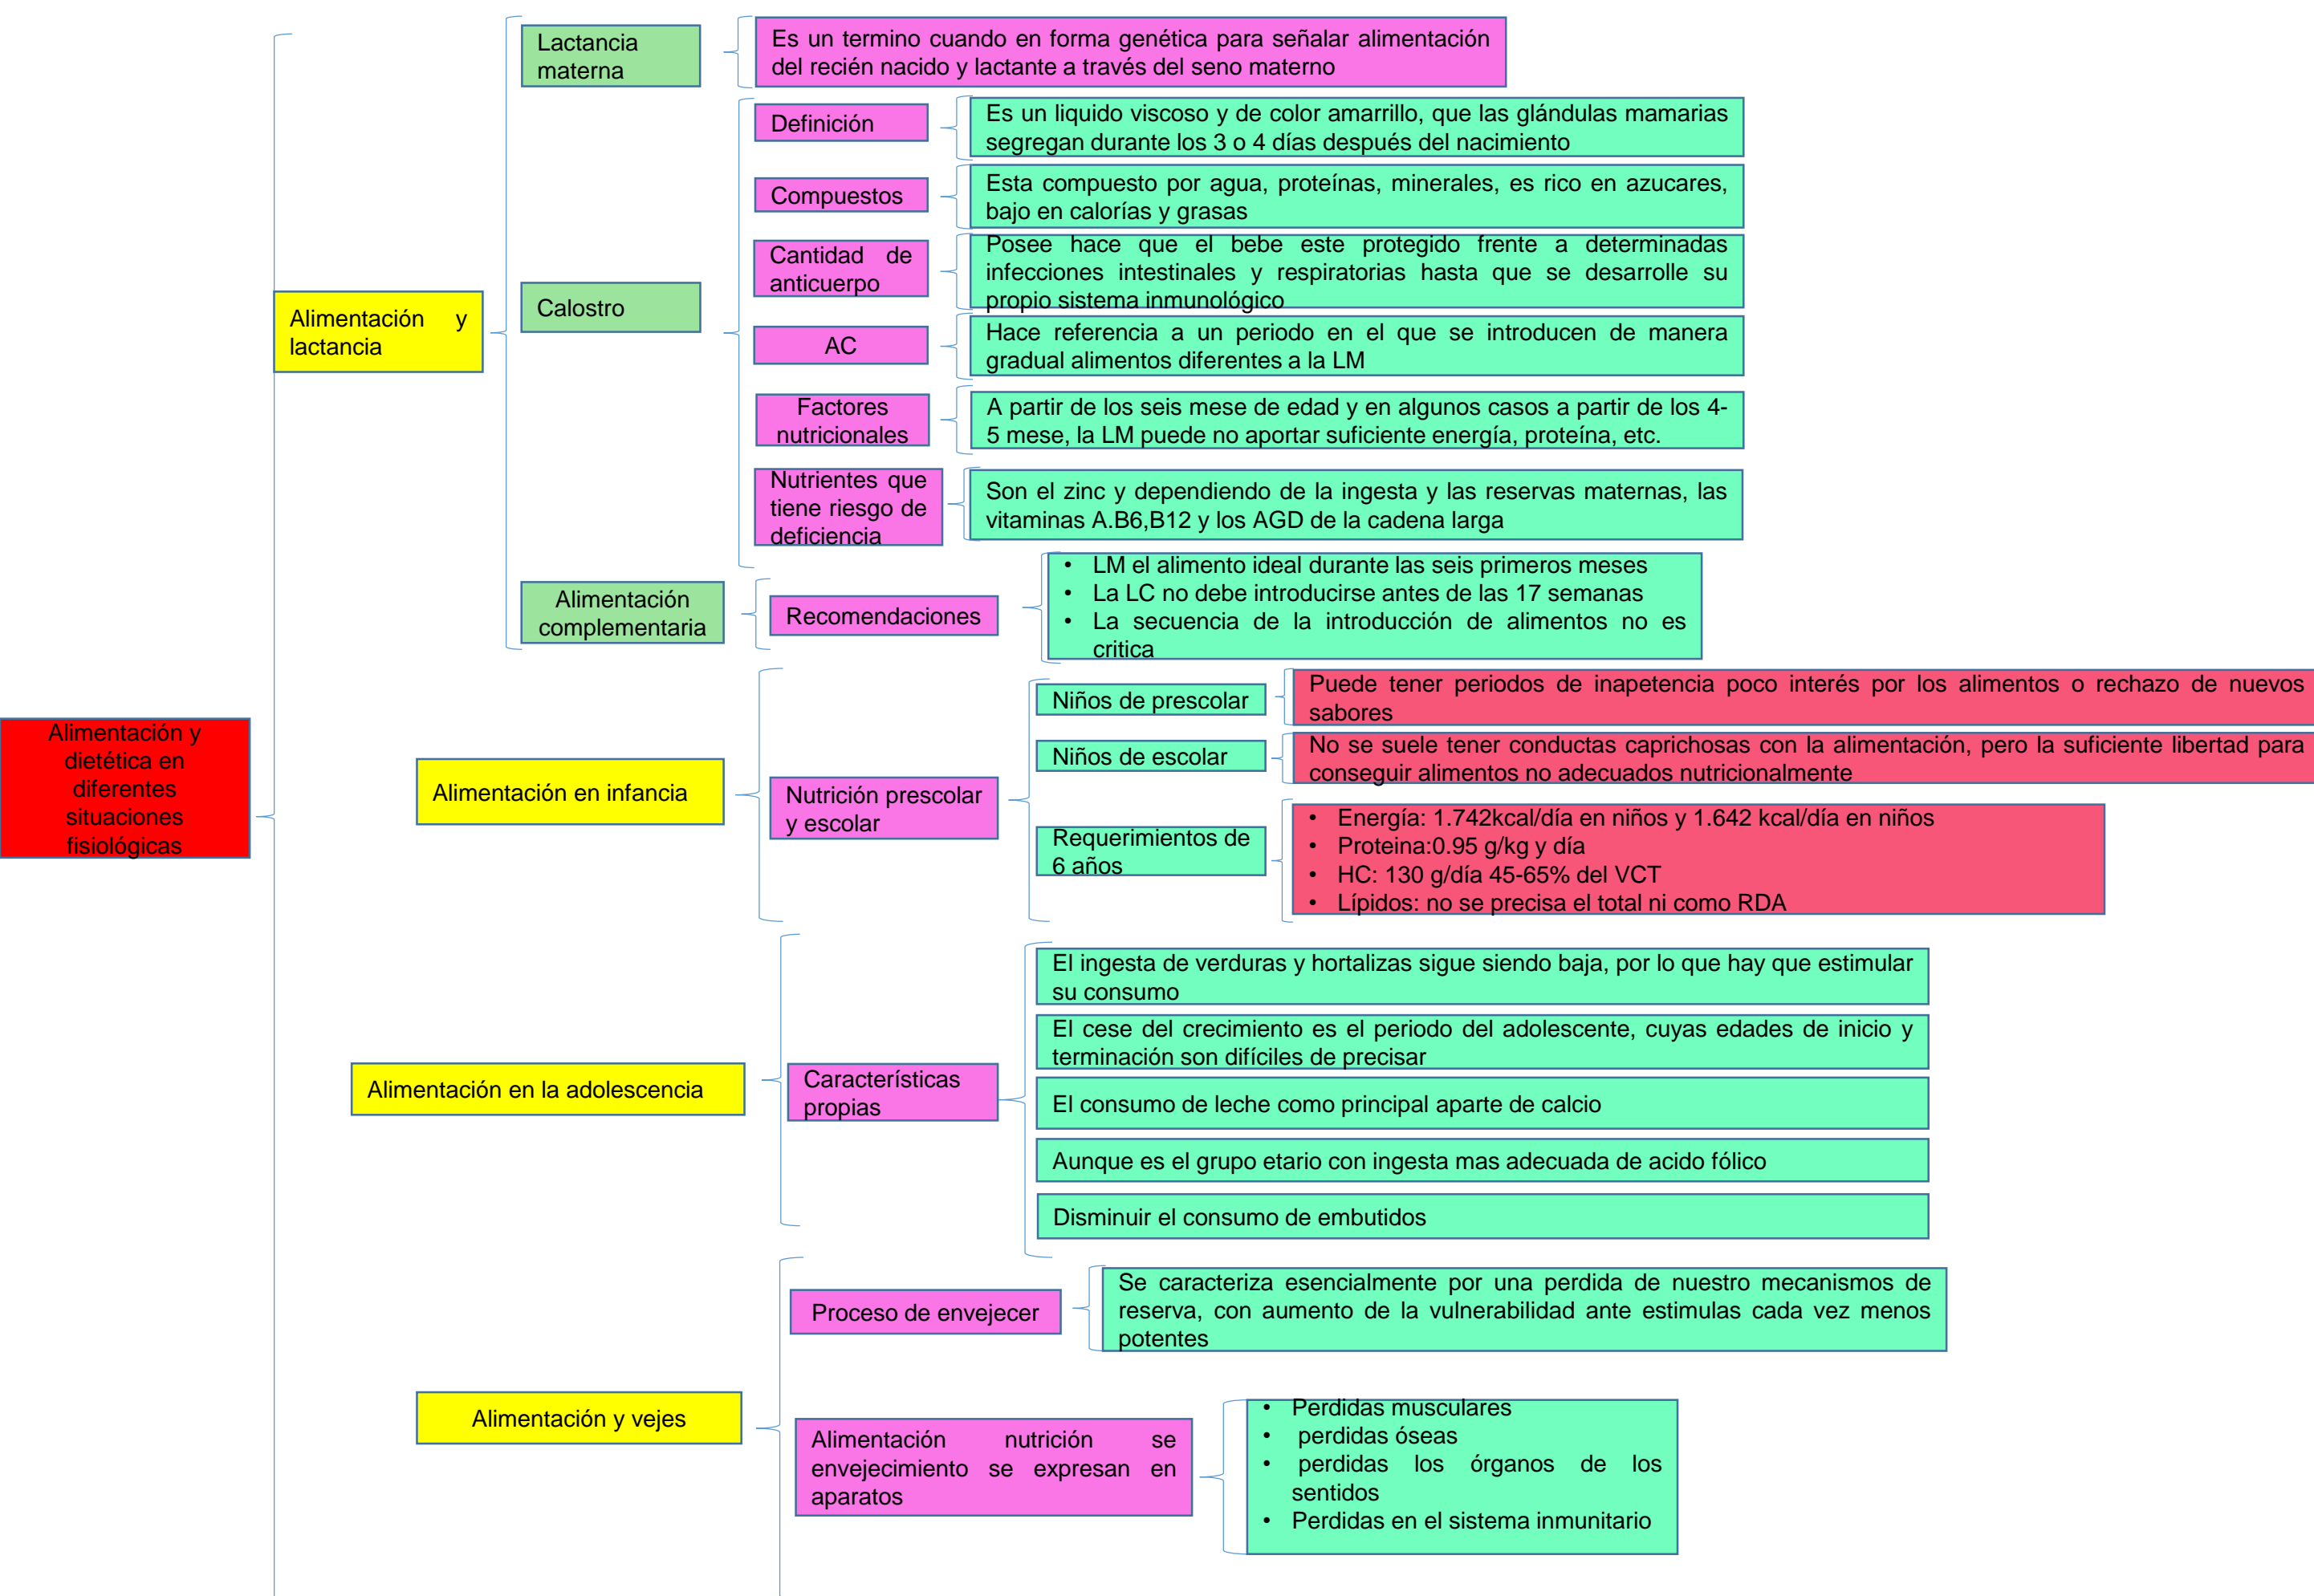 Alimentación y
dietética en
diferentes
situaciones
fisiológicas
Alimentación y
lactancia
Lactancia
materna
Es un termino cuando en forma genética para señalar alimentación
del recién nacido y lactante a través del seno materno
Calostro
Definición
Es un liquido viscoso y de color amarrillo, que las glándulas mamarias
segregan durante los 3 o 4 días después del nacimiento
Compuestos
Esta compuesto por agua, proteínas, minerales, es rico en azucares,
bajo en calorías y grasas
Cantidad de
anticuerpo
Posee hace que el bebe este protegido frente a determinadas
infecciones intestinales y respiratorias hasta que se desarrolle su
propio sistema inmunológico
AC
Hace referencia a un periodo en el que se introducen de manera
gradual alimentos diferentes a la LM
Factores
nutricionales
A partir de los seis mese de edad y en algunos casos a partir de los 4-
5 mese, la LM puede no aportar suficiente energía, proteína, etc.
Nutrientes que
tiene riesgo de
deficiencia
Son el zinc y dependiendo de la ingesta y las reservas maternas, las
vitaminas A.B6,B12 y los AGD de la cadena larga
Alimentación
complementaria
Recomendaciones
• LM el alimento ideal durante las seis primeros meses
• La LC no debe introducirse antes de las 17 semanas
• La secuencia de la introducción de alimentos no es
critica
Alimentación en infancia
Nutrición prescolar
y escolar
Niños de prescolar
Puede tener periodos de inapetencia poco interés por los alimentos o rechazo de nuevos
sabores
Niños de escolar
No se suele tener conductas caprichosas con la alimentación, pero la suficiente libertad para
conseguir alimentos no adecuados nutricionalmente
Requerimientos de
6 años
• Energía: 1.742kcal/día en niños y 1.642 kcal/día en niños
• Proteina:0.95 g/kg y día
• HC: 130 g/día 45-65% del VCT
• Lípidos: no se precisa el total ni como RDA
Alimentación en la adolescencia
Características
propias
El ingesta de verduras y hortalizas sigue siendo baja, por lo que hay que estimular
su consumo
El cese del crecimiento es el periodo del adolescente, cuyas edades de inicio y
terminación son difíciles de precisar
El consumo de leche como principal aparte de calcio
Aunque es el grupo etario con ingesta mas adecuada de acido fólico
Disminuir el consumo de embutidos
Alimentación y vejes
Proceso de envejecer
Se caracteriza esencialmente por una perdida de nuestro mecanismos de
reserva, con aumento de la vulnerabilidad ante estimulas cada vez menos
potentes
Alimentación nutrición se
envejecimiento se expresan en
aparatos
• Perdidas musculares
• perdidas óseas
• perdidas los órganos de los
sentidos
• Perdidas en el sistema inmunitario